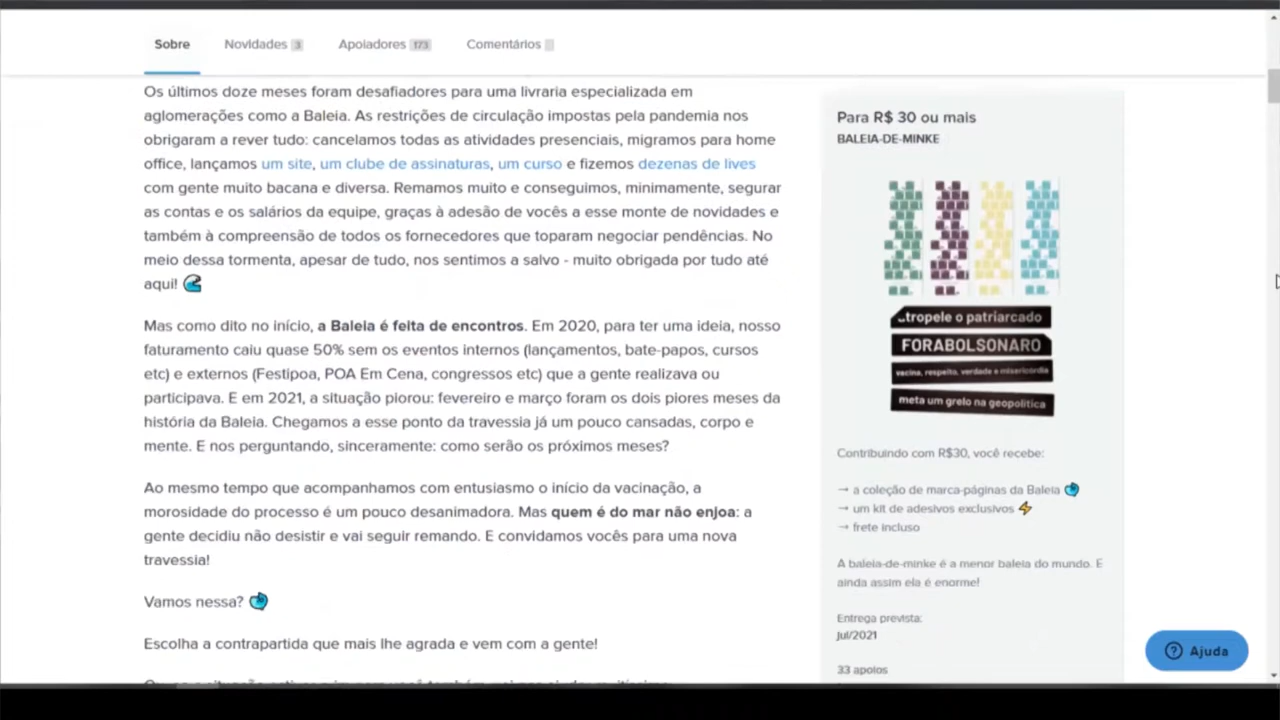 Sobre
Novidades 3
Apoiadores 173
Comentários
Os últimos doze meses foram desafiadores para uma livraria especializada em
aglomerações como a Baleia. As restrições de circulação impostas pela pandemia nos
obrigaram a rever tudo: cancelamos todas as atividades presenciais, migramos para home
office, lançamos um site, um clube de assinaturas, um curso e fizemos dezenas de lives
com gente muito bacana e diversa. Remamos muito e conseguimos, minimamente, segurar
as contas e os salários da equipe, graças à adesão de vocês a esse monte de novidades e
também à compreensão de todos os fornecedores que toparam negociar pendências. No
meio dessa tormenta, apesar de tudo, nos sentimos a salvo - muito obrigada por tudo até
aqui!
Mas como dito no início, a Baleia é feita de encontros. Em 2020, para ter uma ideia, nosso
faturamento caiu quase 50% sem os eventos internos (lançamentos, bate-papos, cursos
etc) e externos (Festipoa, POA Em Cena, congressos etc) que a gente realizava ou
participava. E em 2021, a situação piorou: fevereiro e março foram os dois piores meses da
história da Baleia. Chegamos a esse ponto da travessia já um pouco cansadas, corpo e
mente. E nos perguntando, sinceramente: como serão os próximos meses?
Ao mesmo tempo que acompanhamos com entusiasmo o início da vacinação, a
morosidade do processo é um pouco desanimadora. Mas quem é do mar não enjoa: a
gente decidiu não desistir e vai seguir remando. E convidamos vocês para uma nova
travessia!
Vamos nessa?
Escolha a contrapartida que mais lhe agrada e vem com a gente!
Para R$ 30 ou mais
BALEIA-DE-MINKE
...tropele o patriarcado
FORABOLSONARO
vacina, respeito, verdade e misericórdia
meta um grelo na geopolítica
Contribuindo com R$30, você recebe:
→ a coleção de marca-páginas da Baleia
→ um kit de adesivos exclusivos
→ frete incluso
A baleia-de-minke é a menor baleia do mundo. E
ainda assim ela é enorme!
Entrega prevista:
Jul/2021
33 apoios
Ajuda